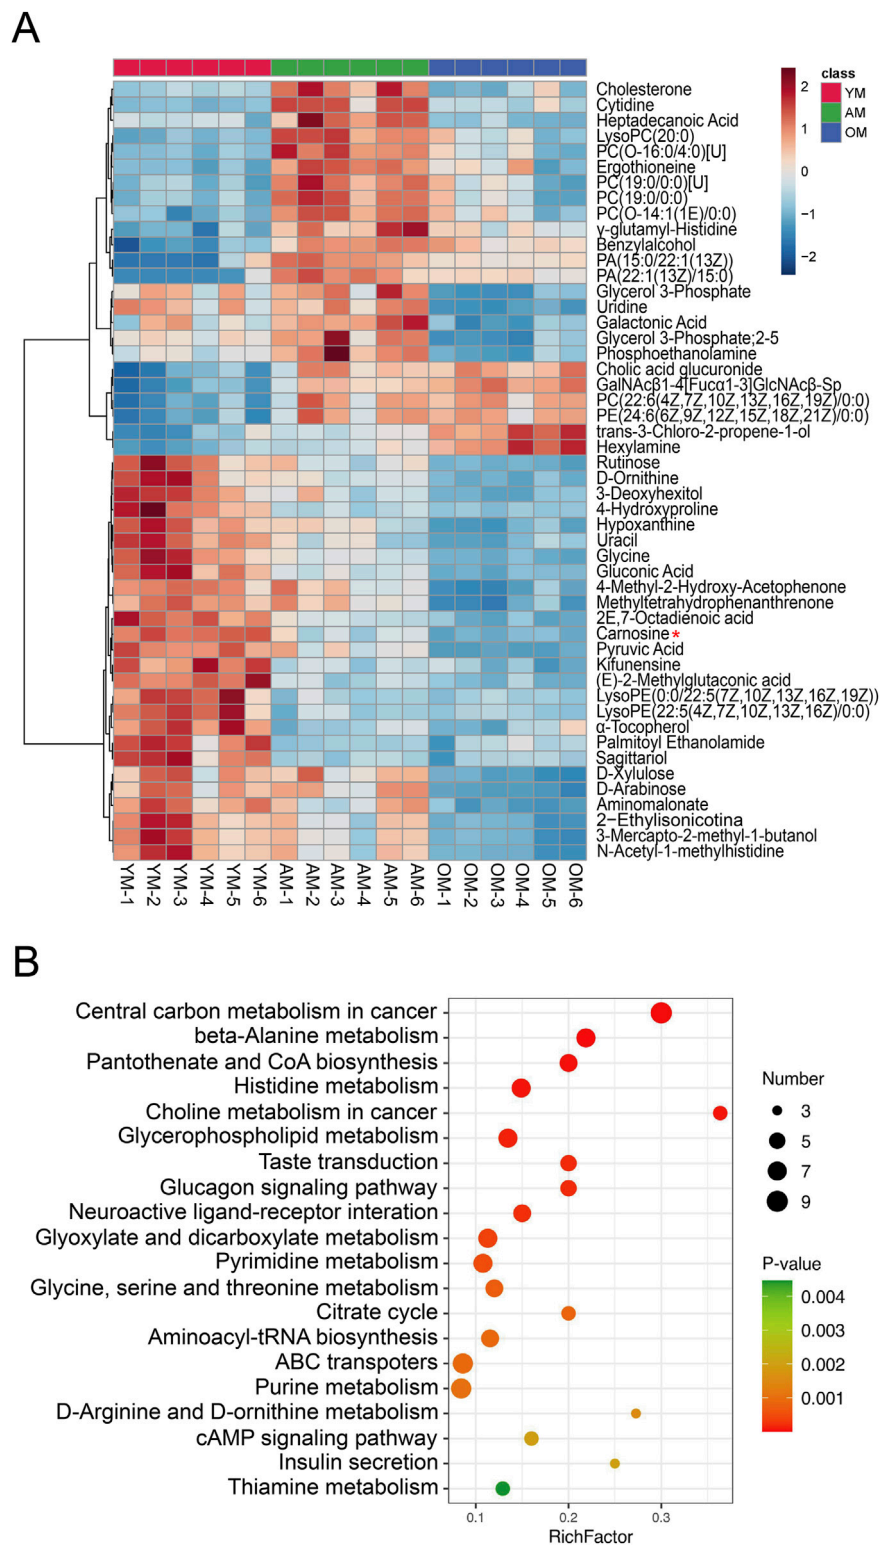 A
Cholesterone
Cytidine
Heptadecanoic Acid
LysoPC(20:0)
PC(O-16:0/4:0)[U]
Ergothioneine
PC(19:0/0:0)[U]
PC(19:0/0:0)
PC(O-14:1(1E)/0:0)
γ-glutamyl-Histidine
Benzylalcohol
PA(15:0/22:1(13Z))
PA(22:1(13Z)/15:0)
Glycerol 3-Phosphate
Uridine
Galactonic Acid
Glycerol 3-Phosphate;2-5
Phosphoethanolamine
Cholic acid glucuronide
GalNAcβ1-4[Fucα1-3]GlcNAcβ-Sp
PC(22:6(4Z,7Z,10Z,13Z,16Z,19Z)/0:0)
PE(24:6(6Z,9Z,12Z,15Z,18Z,21Z)/0:0)
trans-3-Chloro-2-propene-1-ol
Hexylamine
Rutinose
D-Ornithine
3-Deoxyhexitol
4-Hydroxyproline
Hypoxanthine
Uracil
Glycine
Gluconic Acid
4-Methyl-2-Hydroxy-Acetophenone
Methyltetrahydrophenanthrenone
2E,7-Octadienoic acid
Carnosine*
Pyruvic Acid
Kifunensine
(E)-2-Methylglutaconic acid
LysoPE(0:0/22:5(7Z,10Z,13Z,16Z,19Z))
LysoPE(22:5(4Z,7Z,10Z,13Z,16Z)/0:0)
α-Tocopherol
Palmitoyl Ethanolamide
Sagittariol
D-Xylulose
D-Arabinose
Aminomalonate
2−Ethylisonicotina
3-Mercapto-2-methyl-1-butanol
N-Acetyl-1-methylhistidine
2
1
0
−1
−2
class
YM
AM
OM
YM-1
YM-2
YM-3
YM-4
YM-5
YM-6
AM-1
AM-2
AM-3
AM-4
AM-5
AM-6
OM-1
OM-2
OM-3
OM-4
OM-5
OM-6
B
Central carbon metabolism in cancer
beta-Alanine metabolism
Pantothenate and CoA biosynthesis
Histidine metabolism
Choline metabolism in cancer
Glycerophospholipid metabolism
Taste transduction
Glucagon signaling pathway
Neuroactive ligand-receptor interation
Glyoxylate and dicarboxylate metabolism
Pyrimidine metabolism
Glycine, serine and threonine metabolism
Citrate cycle
Aminoacyl-tRNA biosynthesis
ABC transpoters
Purine metabolism
D-Arginine and D-ornithine metabolism
cAMP signaling pathway
Insulin secretion
Thiamine metabolism
0.1
0.2
0.3
RichFactor
Number
3
5
7
9
P-value
0.004
0.003
0.002
0.001